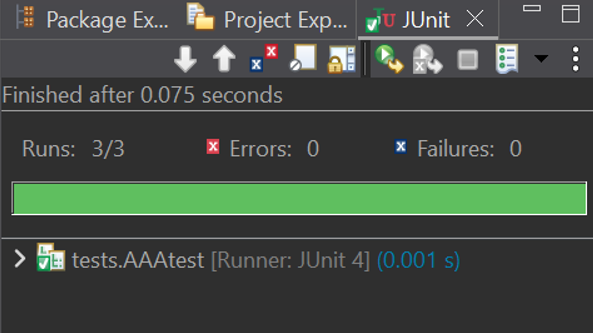 Package Ex... Project Exp... JUnit
Finished after 0.075 seconds
Runs: 3/3 Errors: 0 Failures: 0
tests.AAAtest [Runner: JUnit 4] (0.001 s)